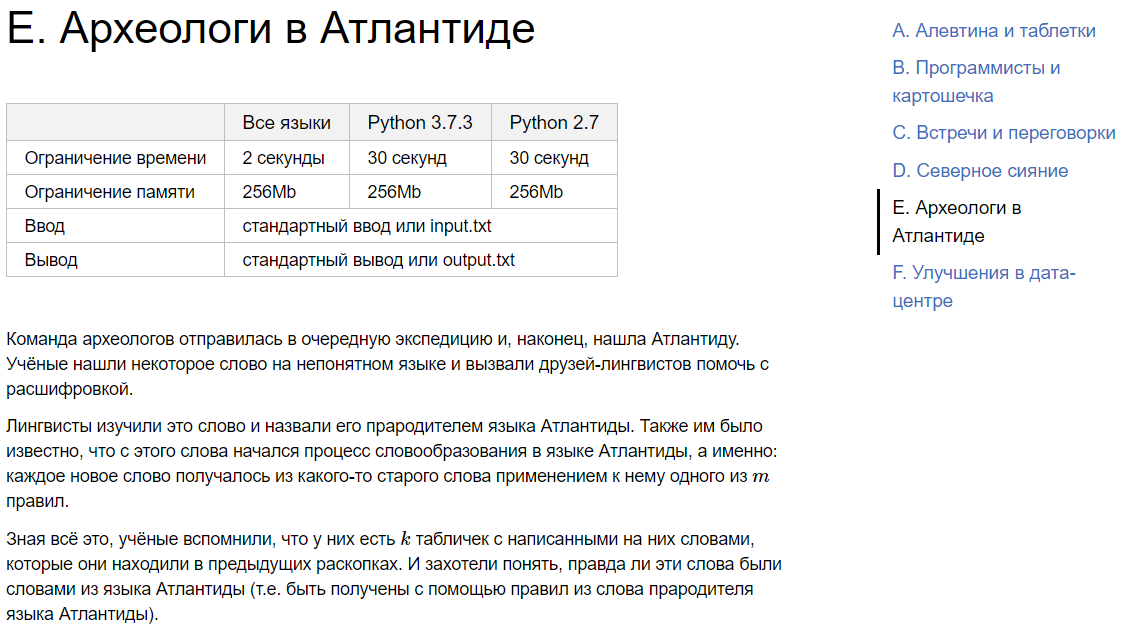 E. Археологи в Атлантиде
Все языки Python 3.7.3 Python 2.7
Ограничение времени 2 секунды 30 секунд 30 секунд
Ограничение памяти 256Mb 256Mb 256Mb
Ввод стандартный ввод или input.txt
Вывод стандартный вывод или output.txt
Команда археологов отправилась в очередную экспедицию и, наконец, нашла Атлантиду.
Учёные нашли некоторое слово на непонятном языке и вызвали друзей-лингвистов помочь с
расшифровкой.
Лингвисты изучили это слово и назвали его прародителем языка Атлантиды. Также им было
известно, что с этого слова начался процесс словообразования в языке Атлантиды, а именно:
каждое новое слово получалось из какого-то старого слова применением к нему одного из m
правил.
Зная всё это, учёные вспомнили, что у них есть k табличек с написанными на них словами,
которые они находили в предыдущих раскопках. И захотели понять, правда ли эти слова были
словами из языка Атлантиды (т.е. быть получены с помощью правил из слова прародителя
языка Атлантиды).
A. Алевтина и таблетки
B. Программисты и
картошечка
C. Встречи и переговорки
D. Северное сияние
E. Археологи в
Атлантиде
F. Улучшения в дата-
центре